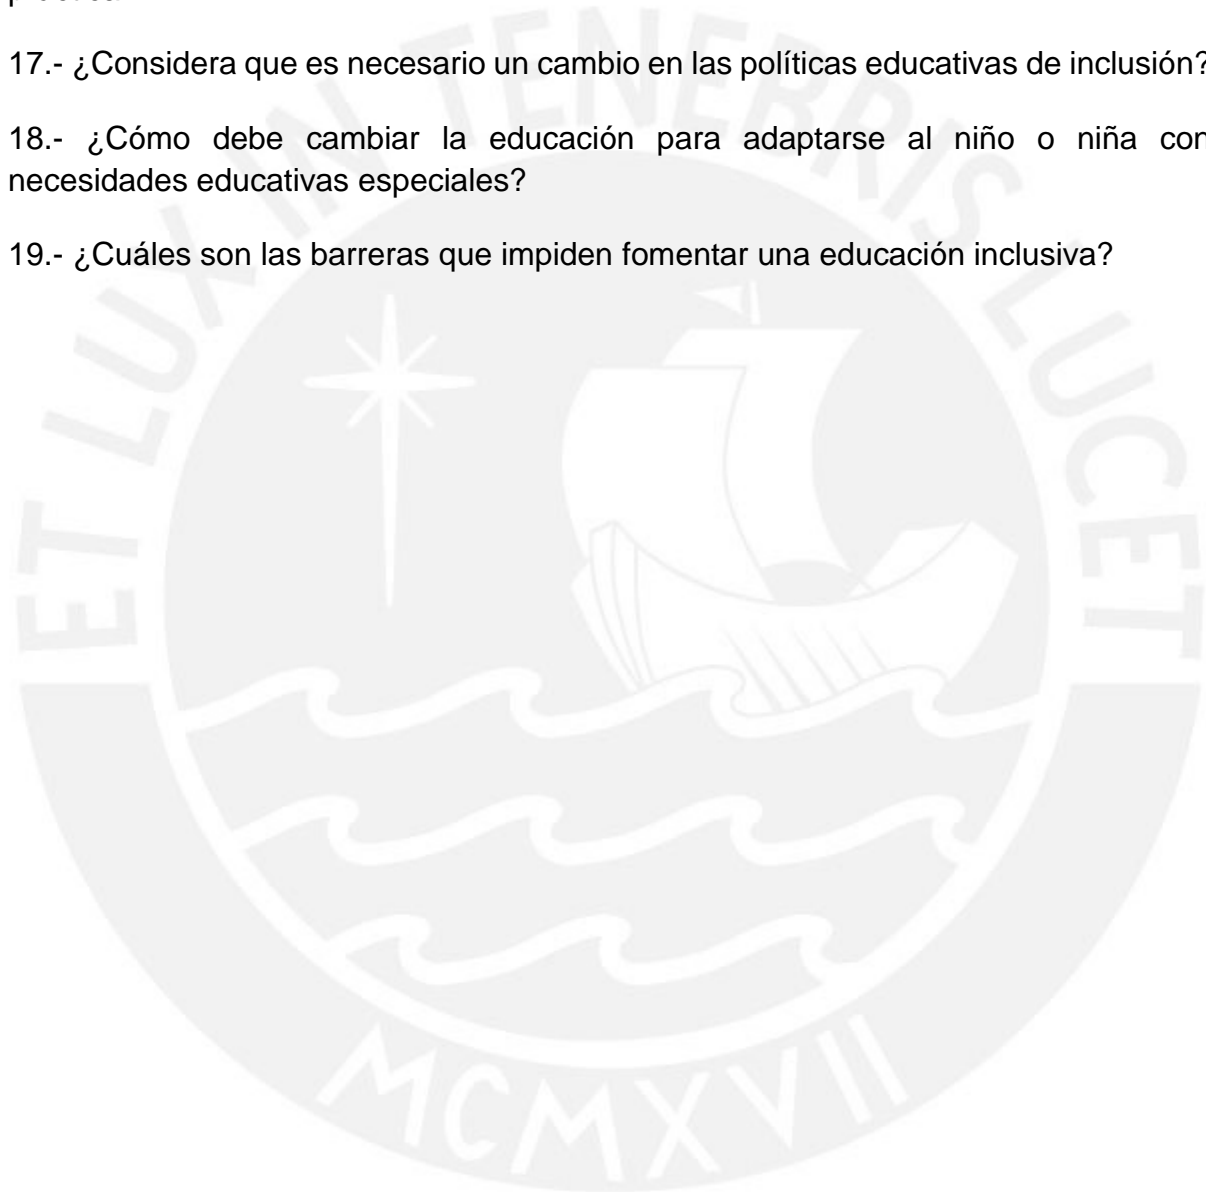 17.- ¿Considera que es necesario un cambio en las políticas educativas de inclusión?
18.- ¿Cómo debe cambiar la educación para adaptarse al niño o niña con
necesidades educativas especiales?
19.- ¿Cuáles son las barreras que impiden fomentar una educación inclusiva?
ET LUX IN TENEBRIS LUCET
MCMXVII